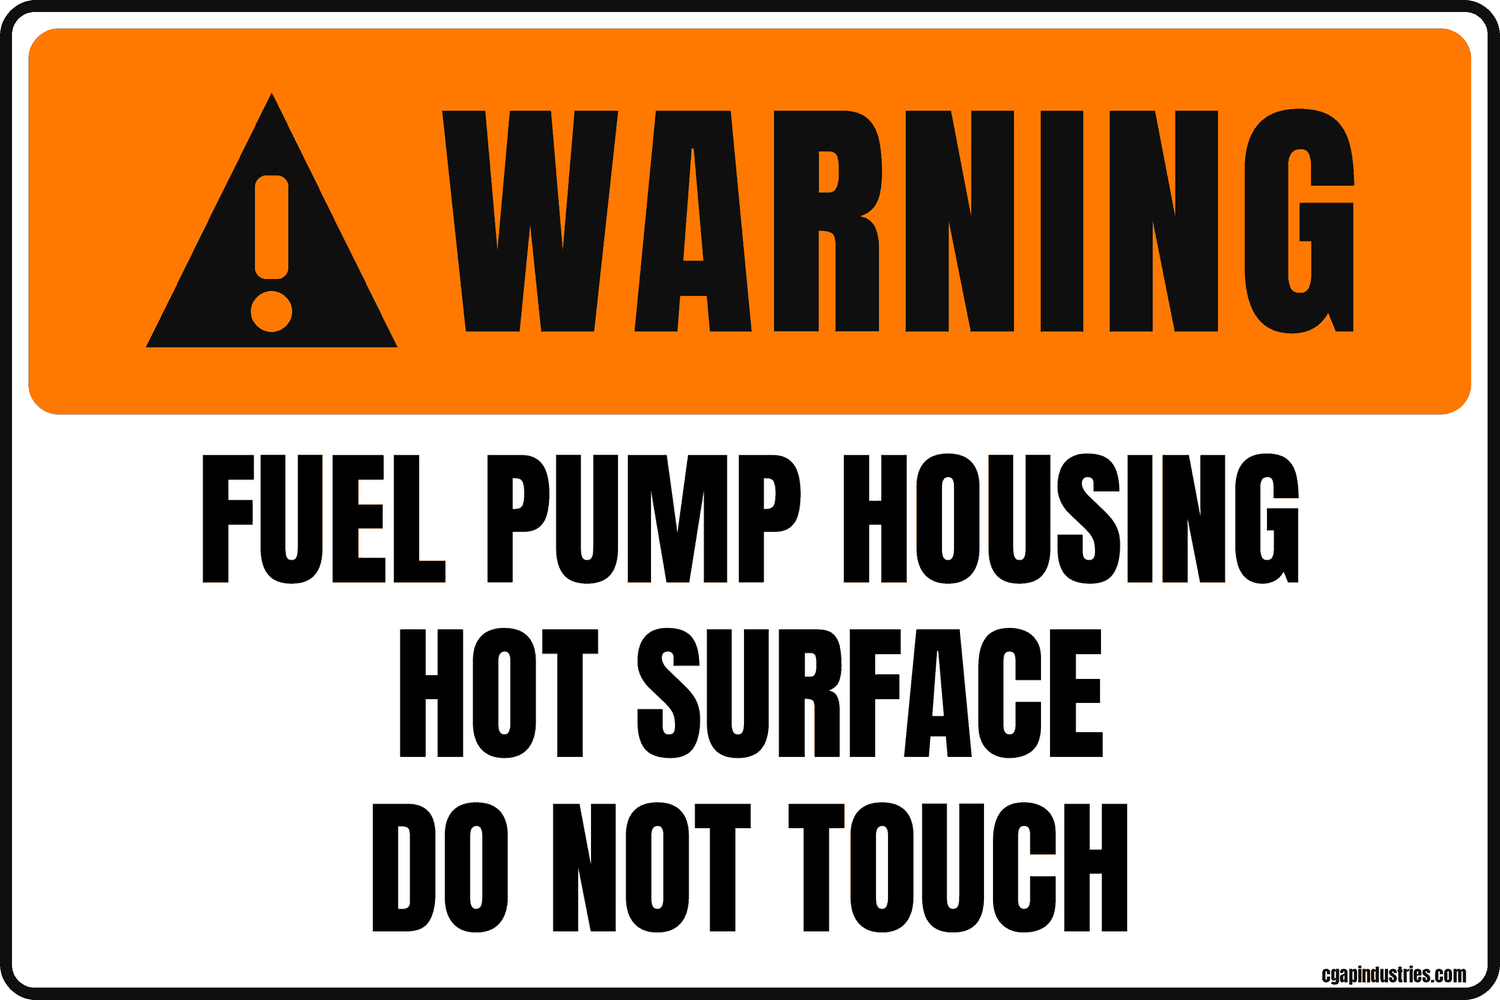 WARNING
FUEL PUMP HOUSING
HOT SURFACE
DO NOT TOUCH
cgapindustries.com